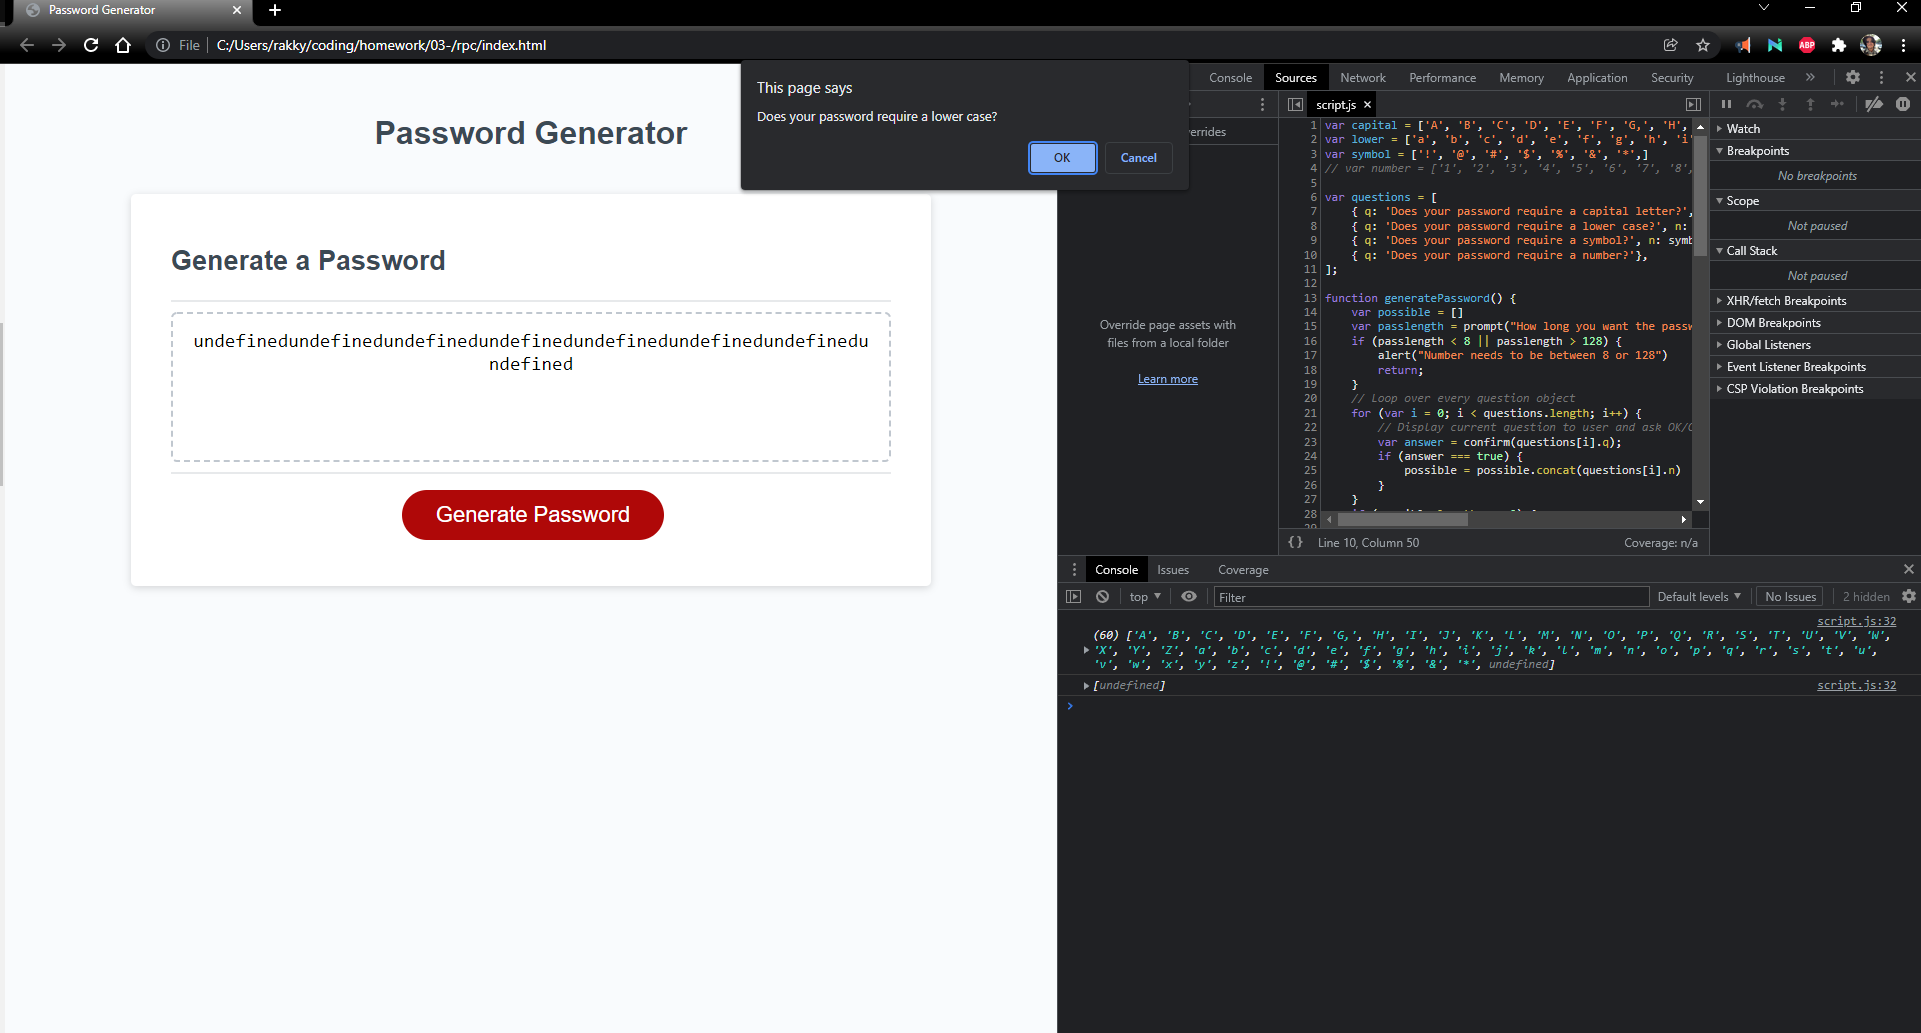 Password Generator
File C:/Users/rakky/coding/homework/03-/rpc/index.html
ABP
Password Generator
This page says
Does your password require a lower case?
OK Cancel
Generate a Password
undefinedundefinedundefinedundefinedundefinedundefinedundefinedu
ndefined
Generate Password
Console Sources Network Performance Memory Application Security Lighthouse
errides
Override page assets with
files from a local folder
Learn more
script.js
1 var capital = ['A', 'B', 'C', 'D', 'E', 'F', 'G,', 'H',
2 var lower = ['a', 'b', 'c', 'd', 'e', 'f', 'g', 'h', 'i'
3 var symbol = ['!', '@', '#', '$', '%', '&', '*',]
4 // var number = ['1', '2', '3', '4', '5', '6', '7', '8',
5
6 var questions = [
7 { q: 'Does your password require a capital letter?',
8 { q: 'Does your password require a lower case?', n:
9 { q: 'Does your password require a symbol?', n: symb
10 { q: 'Does your password require a number?'},
11 ];
12
13 function generatePassword() {
14 var possible = []
15 var passlength = prompt("How long you want the passw
16 if (passlength < 8 || passlength > 128) {
17 alert("Number needs to be between 8 or 128")
18 return;
19 }
20 // Loop over every question object
21 for (var i = 0; i < questions.length; i++) {
22 // Display current question to user and ask OK/C
23 var answer = confirm(questions[i].q);
24 if (answer === true) {
25 possible = possible.concat(questions[i].n)
26 }
27 }
28
{} Line 10, Column 50 Coverage: n/a
Watch
Breakpoints
No breakpoints
Scope
Not paused
Call Stack
Not paused
XHR/fetch Breakpoints
DOM Breakpoints
Global Listeners
Event Listener Breakpoints
CSP Violation Breakpoints
Console Issues Coverage
top Filter Default levels No Issues 2 hidden
script.js:32
(60) ['A', 'B', 'C', 'D', 'E', 'F', 'G,', 'H', 'I', 'J', 'K', 'L', 'M', 'N', 'O', 'P', 'Q', 'R', 'S', 'T', 'U', 'V', 'W',
'X', 'Y', 'Z', 'a', 'b', 'c', 'd', 'e', 'f', 'g', 'h', 'i', 'j', 'k', 'l', 'm', 'n', 'o', 'p', 'q', 'r', 's', 't', 'u',
'v', 'w', 'x', 'y', 'z', '!', '@', '#', '$', '%', '&', '*', undefined]
[undefined] script.js:32